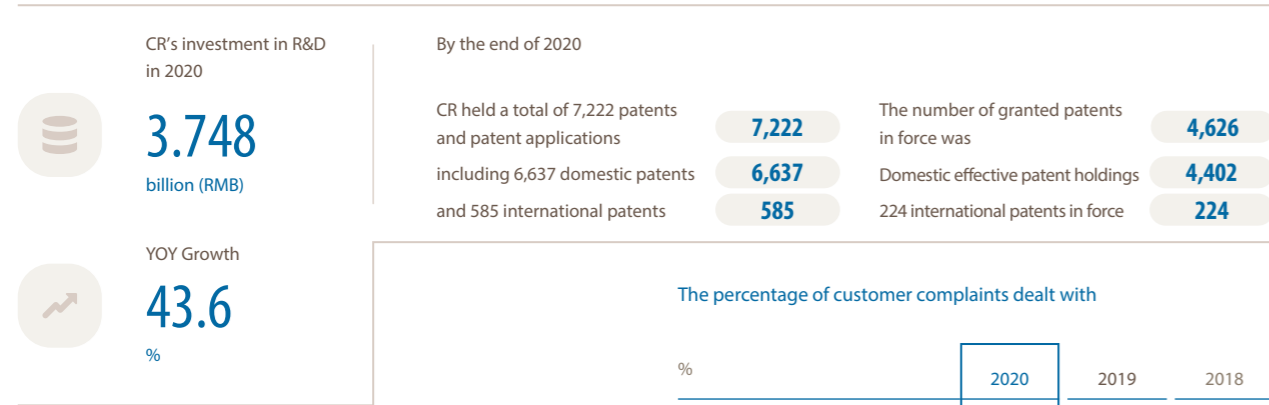 CR's investment in R&D
in 2020
3.748
billion (RMB)
YOY Growth
43.6
%
By the end of 2020
CR held a total of 7,222 patents
and patent applications
7,222
including 6,637 domestic patents
6,637
and 585 international patents
585
The number of granted patents
in force was
4,626
Domestic effective patent holdings
4,402
224 international patents in force
224
The percentage of customer complaints dealt with
% 2020 2019 2018